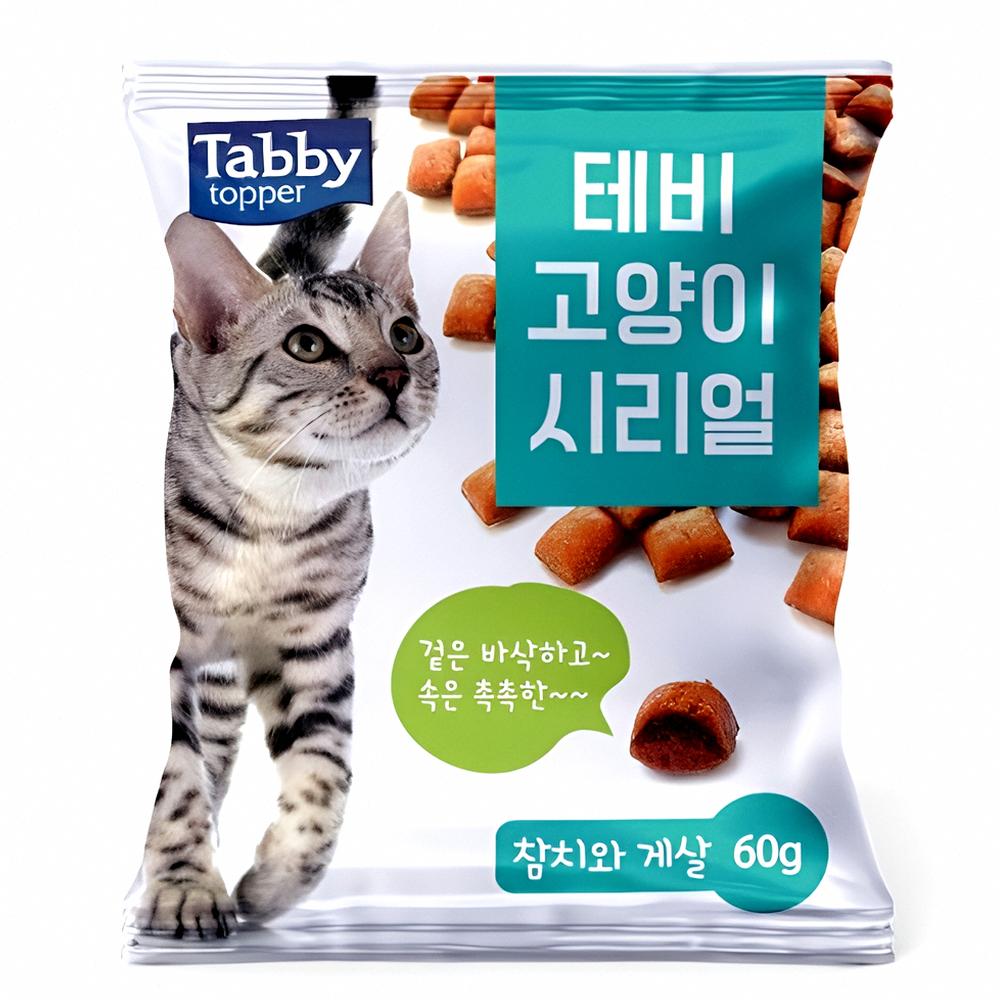 Tabby
topper
테비
고양이
시리얼
겉은 바삭하고~
속은 촉촉한~~
참치와 게살 60g